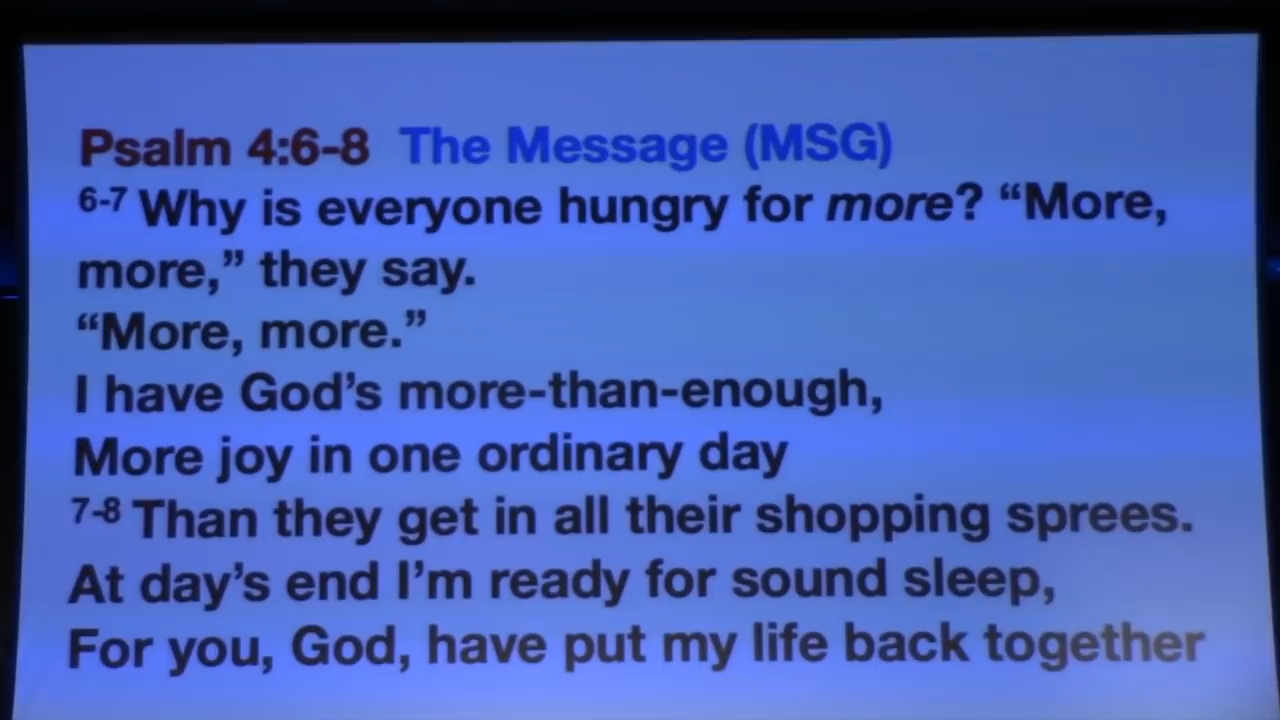 Psalm 4:6-8 The Message (MSG)
6-7 Why is everyone hungry for more? “More,
more,” they say.
“More, more.”
I have God’s more-than-enough,
More joy in one ordinary day
7-8 Than they get in all their shopping sprees.
At day’s end I’m ready for sound sleep,
For you, God, have put my life back together